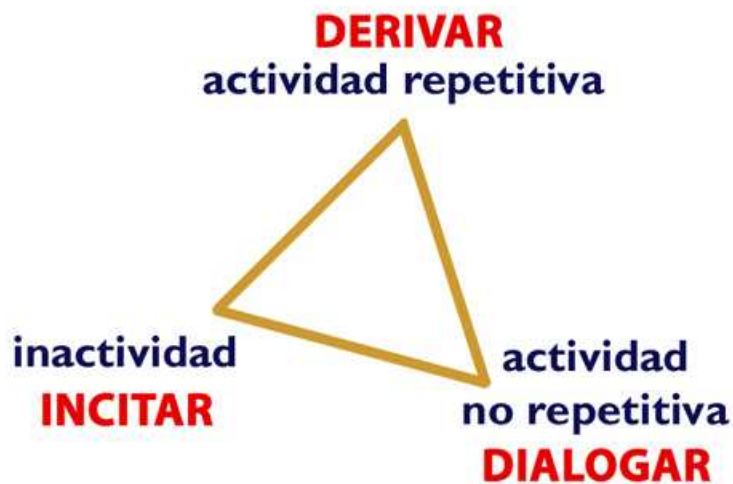 DERIVAR
actividad repetitiva
inactividad
INCITAR
actividad
no repetitiva
DIALOGAR